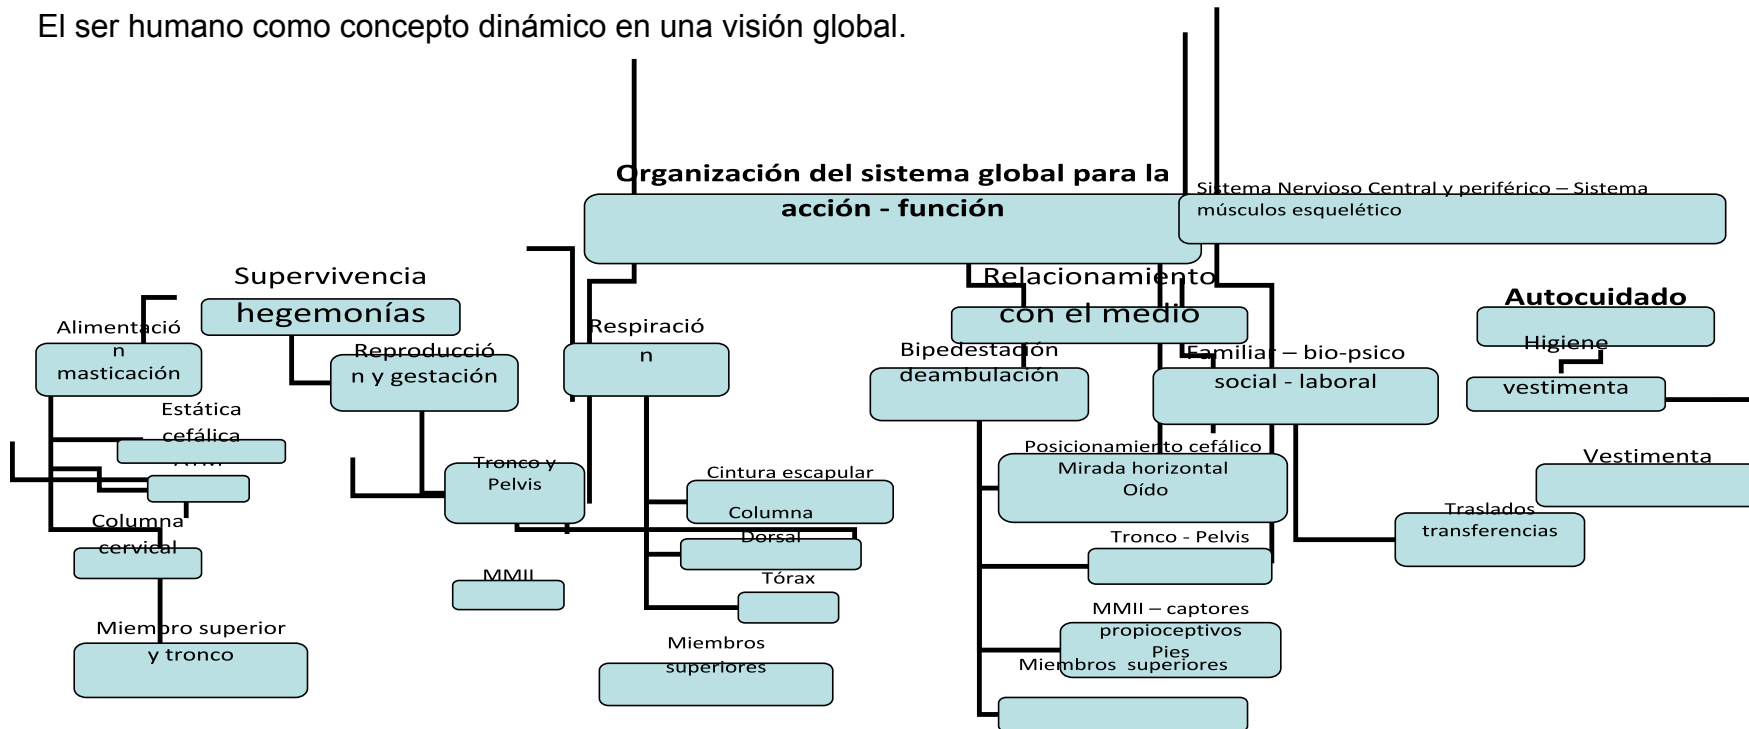 El ser humano como concepto dinámico en una visión global.
Organización del sistema global para la
acción - función
Sistema Nervioso Central y periférico – Sistema
músculos esquelético
Supervivencia
hegemonías
Relacionamiento
con el medio
Autocuidado
Alimentació
n
masticación
Reproducció
n y gestación
Respiració
n
Bipedestación
deambulación
Familiar – bio-psico
social - laboral
Higiene
vestimenta
Estática
cefálica
Columna
cervical
Miembro superior
y tronco
Tronco y
Pelvis
MMII
Cintura escapular
Columna
Dorsal
Tórax
Miembros
superiores
Posicionamiento cefálico
Mirada horizontal
Oído
Tronco - Pelvis
MMII – captores
propioceptivos
Pies
Miembros superiores
Traslados
transferencias
Vestimenta